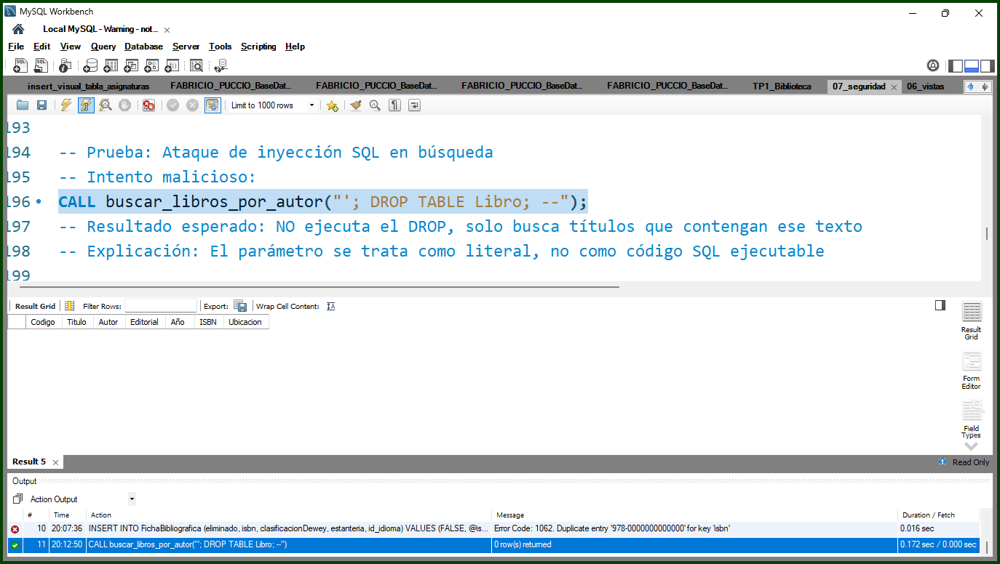 MySQL Workbench
Local MySQL - Warning - not...
File Edit View Query Database Server Tools Scripting Help
insert_visual_tabla_asignaturas FABRICIO_PUCCIO_BaseDat... FABRICIO_PUCCIO_BaseDat... FABRICIO_PUCCIO_BaseDat... FABRICIO_PUCCIO_BaseDat... TP1_Biblioteca 07_seguridad 06_vistas
Limit to 1000 rows
193
194 -- Prueba: Ataque de inyección SQL en búsqueda
195 -- Intento malicioso:
196 CALL buscar_libros_por_autor("'; DROP TABLE Libro; --");
197 -- Resultado esperado: NO ejecuta el DROP, solo busca títulos que contengan ese texto
198 -- Explicación: El parámetro se trata como literal, no como código SQL ejecutable
199
Result Grid Filter Rows: Export: Wrap Cell Content:
Codigo Titulo Autor Editorial Año ISBN Ubicacion
Result
Grid
Form
Editor
Field
Types
Result 5 Read Only
Output
Action Output
# Time Action Message Duration / Fetch
10 20:07:36 INSERT INTO FichaBibliografica (eliminado, isbn, clasificacionDewey, estanteria, id_idioma) VALUES (FALSE, @is... Error Code: 1062. Duplicate entry '978-0000000000000' for key 'isbn' 0.016 sec
11 20:12:50 CALL buscar_libros_por_autor("'; DROP TABLE Libro; --") 0 row(s) returned 0.172 sec / 0.000 sec